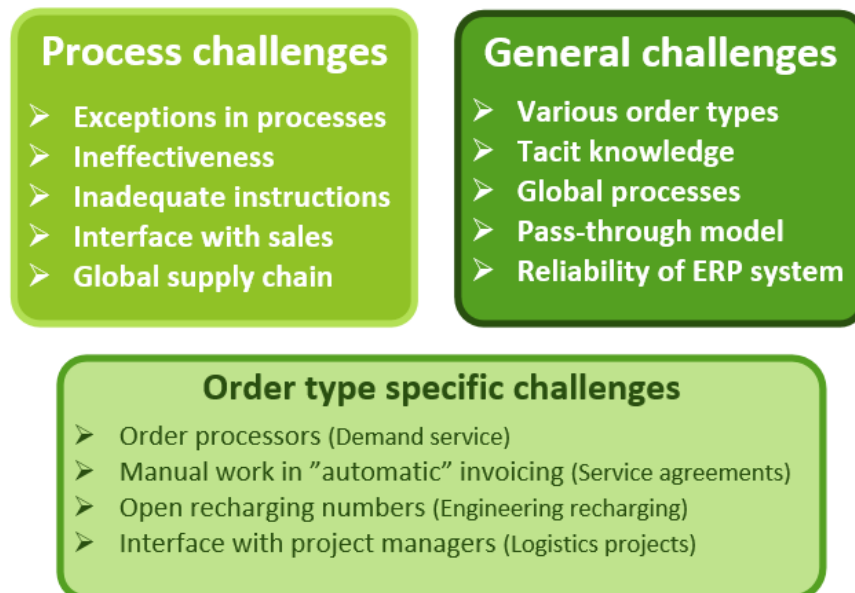 Process challenges
➢ Exceptions in processes
➢ Ineffectiveness
➢ Inadequate instructions
➢ Interface with sales
➢ Global supply chain
General challenges
➢ Various order types
➢ Tacit knowledge
➢ Global processes
➢ Pass-through model
➢ Reliability of ERP system
Order type specific challenges
➢ Order processors (Demand service)
➢ Manual work in ”automatic” invoicing (Service agreements)
➢ Open recharging numbers (Engineering recharging)
➢ Interface with project managers (Logistics projects)